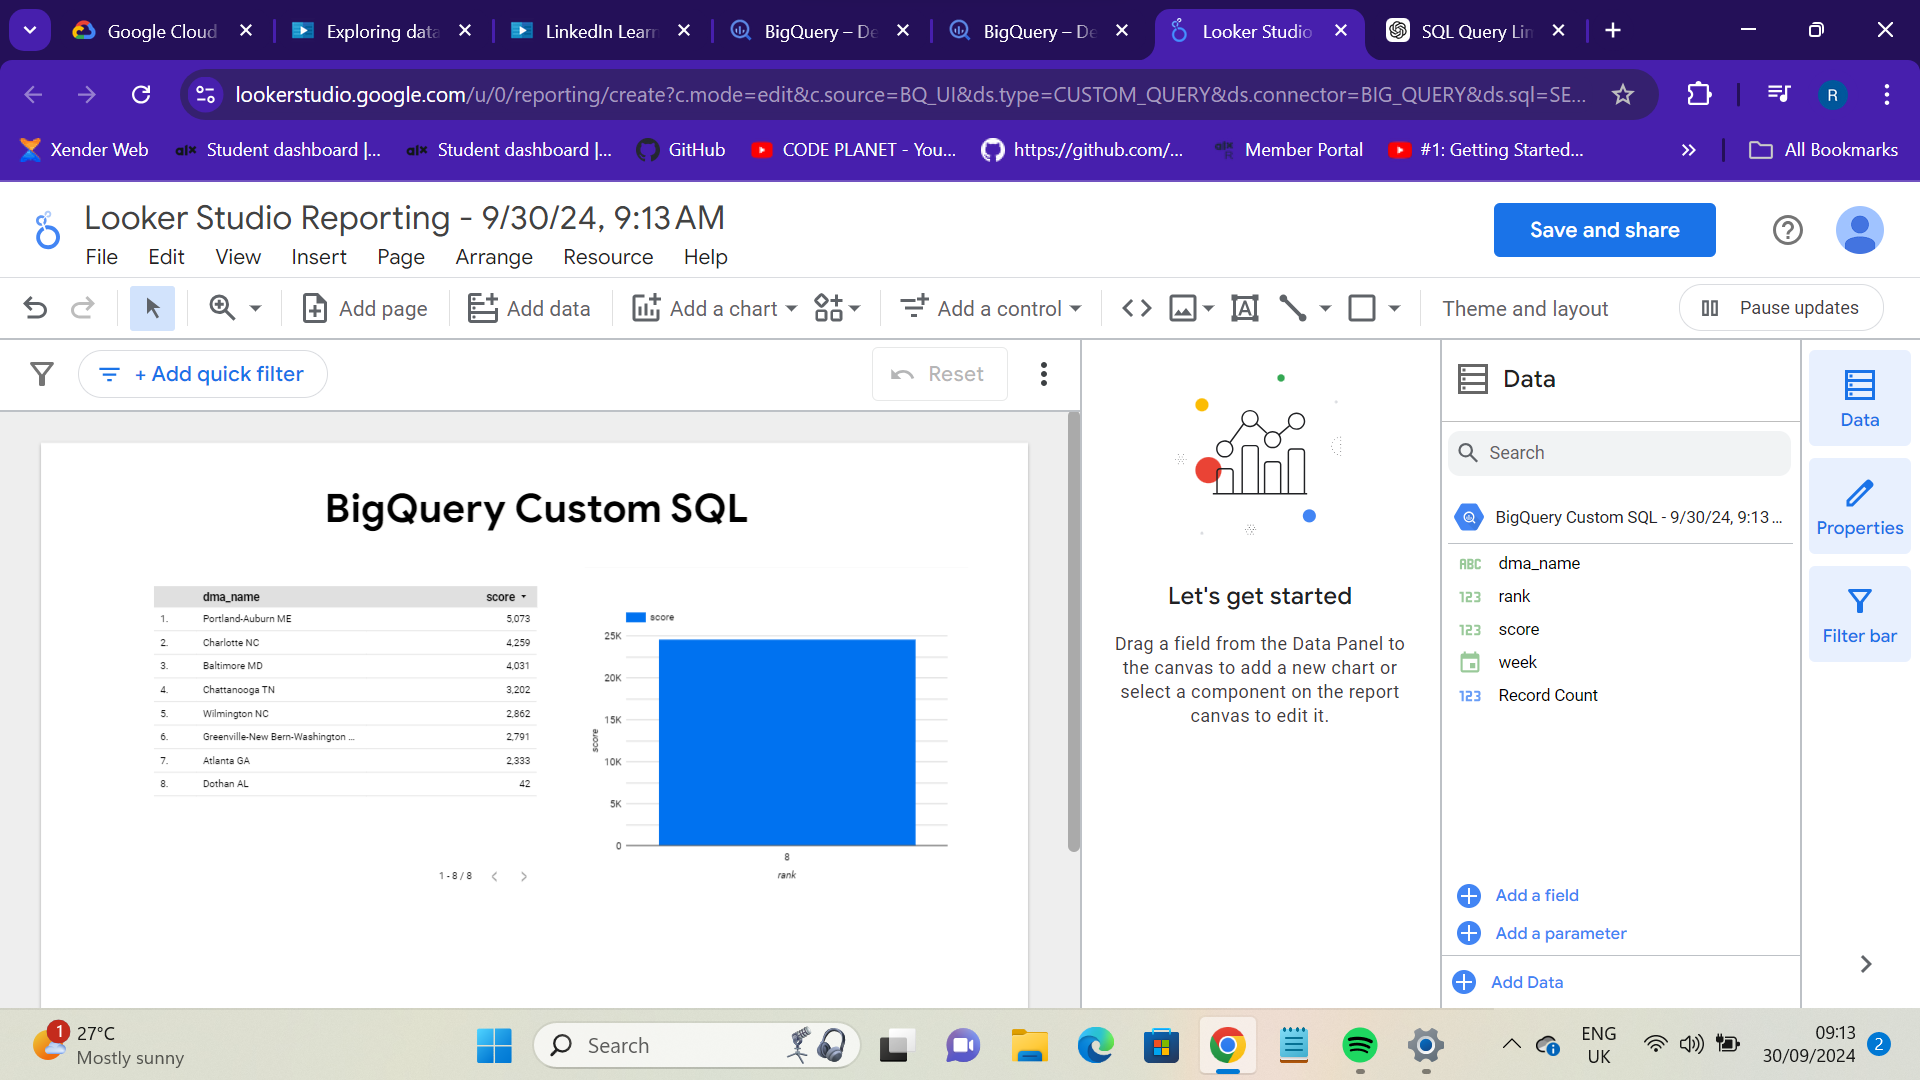 Google Cloud
Exploring data
LinkedIn Learn
BigQuery – De
BigQuery – De
Looker Studio
SQL Query Lin
lookerstudio.google.com/u/0/reporting/create?c.mode=edit&c.source=BQ_UI&ds.type=CUSTOM_QUERY&ds.connector=BIG_QUERY&ds.sql=SE...
R
Xender Web
Student dashboard |...
Student dashboard |...
GitHub
CODE PLANET - You...
https://github.com/...
Member Portal
#1: Getting Started...
All Bookmarks
Looker Studio Reporting - 9/30/24, 9:13 AM
Save and share
File Edit View Insert Page Arrange Resource Help
Add page
Add data
Add a chart
Add a control
Theme and layout
Pause updates
+ Add quick filter
Reset
BigQuery Custom SQL
dma_name score
1. Portland-Auburn ME 5,073
2. Charlotte NC 4,259
3. Baltimore MD 4,031
4. Chattanooga TN 3,202
5. Wilmington NC 2,862
6. Greenville-New Bern-Washington ... 2,791
7. Atlanta GA 2,333
8. Dothan AL 42
1 - 8 / 8
score
25K
20K
15K
10K
5K
0
score
8
rank
Let's get started
Drag a field from the Data Panel to
the canvas to add a new chart or
select a component on the report
canvas to edit it.
Data
Search
BigQuery Custom SQL - 9/30/24, 9:13 ...
ABC dma_name
123 rank
123 score
week
123 Record Count
Add a field
Add a parameter
Add Data
Data
Properties
Filter bar
1
27°C
Mostly sunny
Search
ENG
UK
09:13
30/09/2024
2